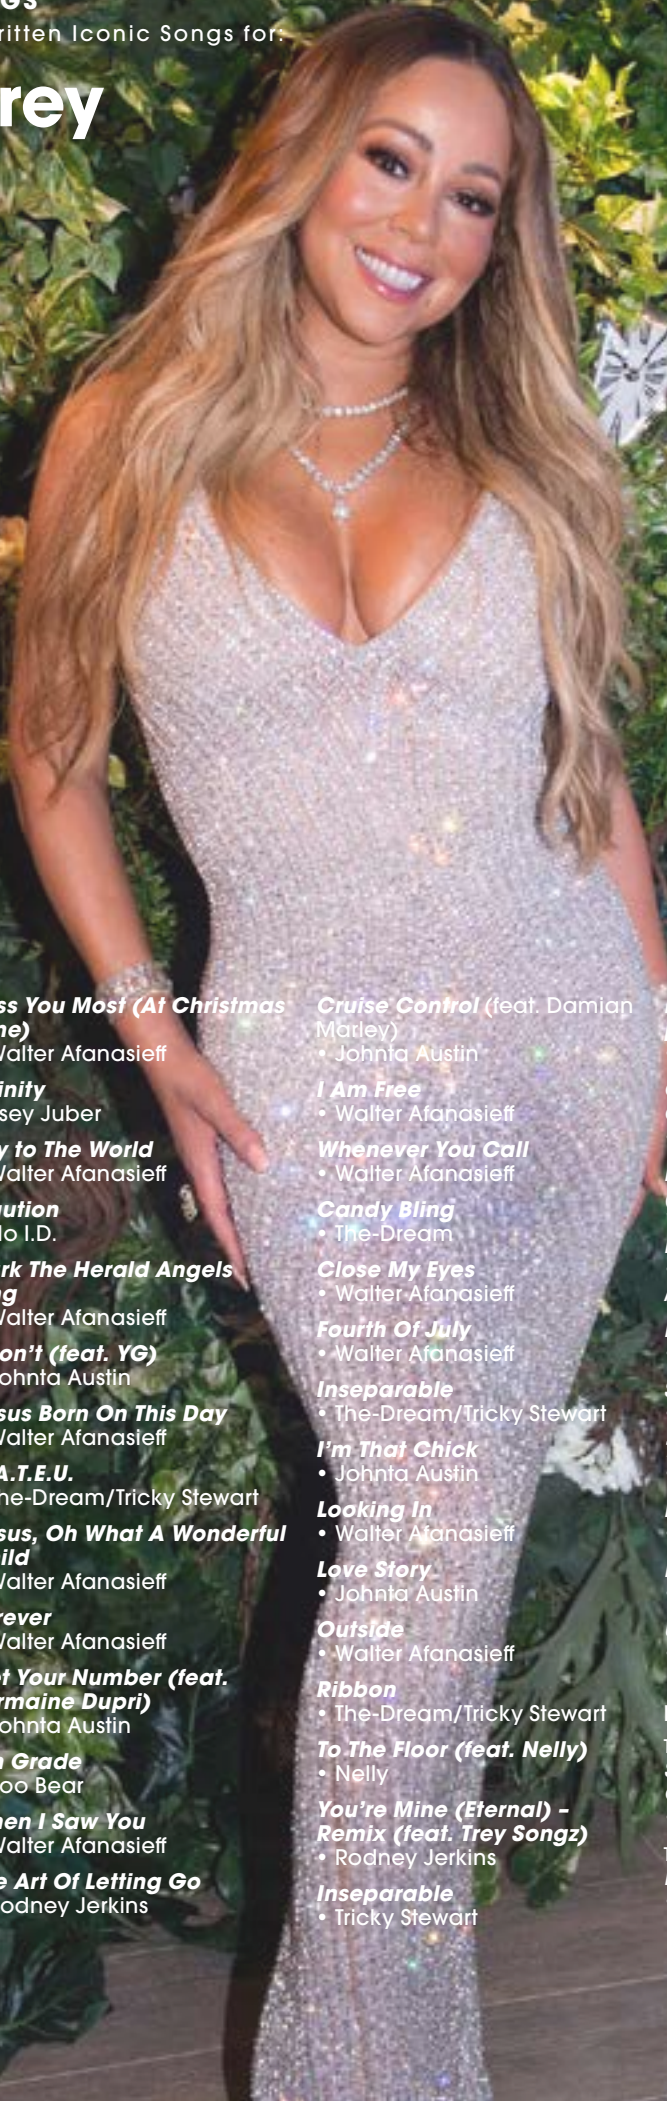 GS
ritten Iconic Songs for:
rey
ss You Most (At Christmas
ne)
Walter Afanasieff
inity
sey Juber
y to The World
Walter Afanasieff
ution
lo I.D.
rk The Herald Angels
g
Walter Afanasieff
on't (feat. YG)
ohnta Austin
sus Born On This Day
Walter Afanasieff
A.T.E.U.
he-Dream/Tricky Stewart
sus, Oh What A Wonderful
ild
Walter Afanasieff
rever
Walter Afanasieff
t Your Number (feat.
rmaine Dupri)
ohnta Austin
n Grade
oo Bear
hen I Saw You
Walter Afanasieff
e Art Of Letting Go
odney Jerkins
Cruise Control (feat. Damian
Marley)
• Johnta Austin
I Am Free
• Walter Afanasieff
Whenever You Call
• Walter Afanasieff
Candy Bling
• The-Dream
Close My Eyes
• Walter Afanasieff
Fourth Of July
• Walter Afanasieff
Inseparable
• The-Dream/Tricky Stewart
I'm That Chick
• Johnta Austin
Looking In
• Walter Afanasieff
Love Story
• Johnta Austin
Outside
• Walter Afanasieff
Ribbon
• The-Dream/Tricky Stewart
To The Floor (feat. Nelly)
• Nelly
You're Mine (Eternal) –
Remix (feat. Trey Songz)
• Rodney Jerkins
Inseparable
• Tricky Stewart